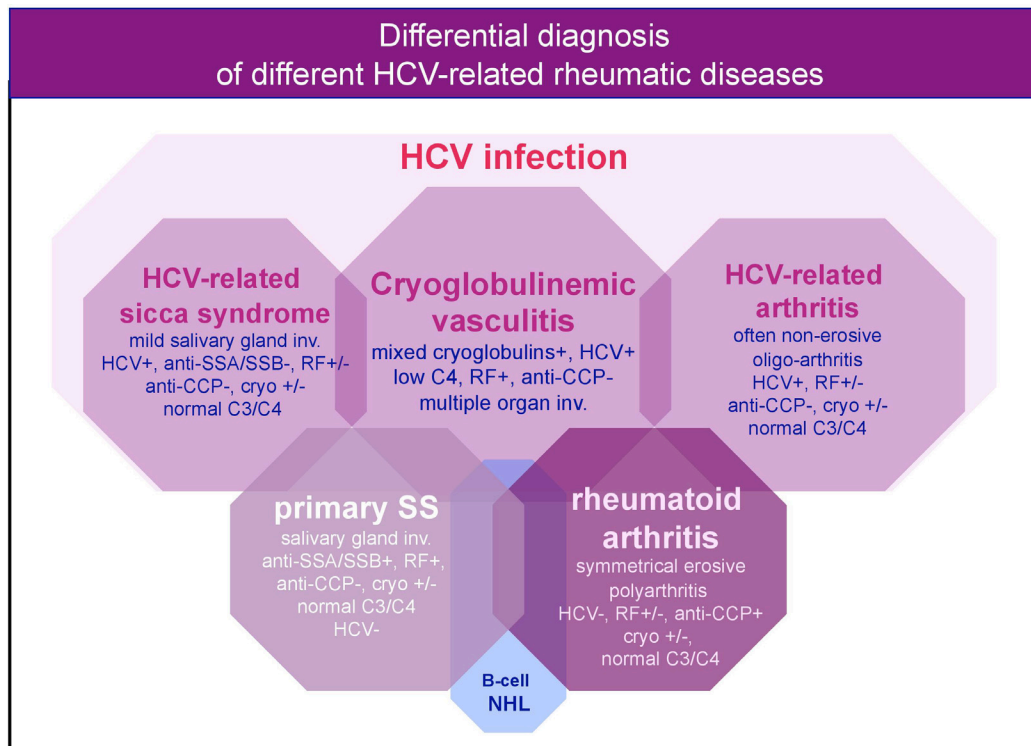 Differential diagnosis
of different HCV-related rheumatic diseases
HCV infection
HCV-related
sicca syndrome
mild salivary gland inv.
HCV+, anti-SSA/SSB-, RF+/-
anti-CCP-, cryo +/-
normal C3/C4
Cryoglobulinemic
vasculitis
mixed cryoglobulins+, HCV+
low C4, RF+, anti-CCP-
multiple organ inv.
HCV-related
arthritis
often non-erosive
oligo-arthritis
HCV+, RF+/-
anti-CCP-, cryo +/-
normal C3/C4
primary SS
salivary gland inv.
anti-SSA/SSB+, RF+,
anti-CCP-, cryo +/-
normal C3/C4
HCV-
rheumatoid
arthritis
symmetrical erosive
polyarthritis
HCV-, RF+/-, anti-CCP+
cryo +/-,
normal C3/C4
B-cell
NHL